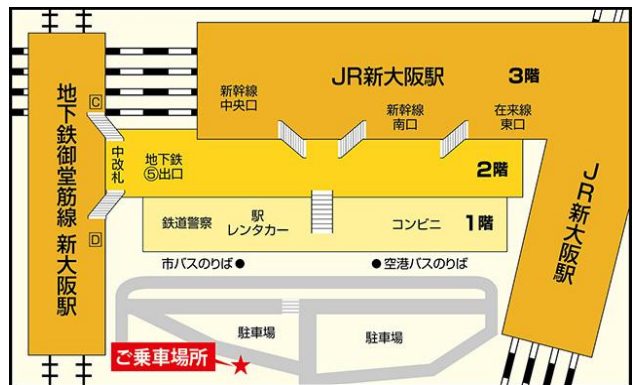 JR新大阪駅
3階
新幹線
中央口
新幹線
南口
在来線
東口
地下鉄御堂筋線 新大阪駅
C
D
中改札
地下鉄
⑤出口
2階
JR新大阪駅
鉄道警察
駅
レンタカー
コンビニ
1階
市バスのりば●
●空港バスのりば
駐車場
駐車場
ご乗車場所